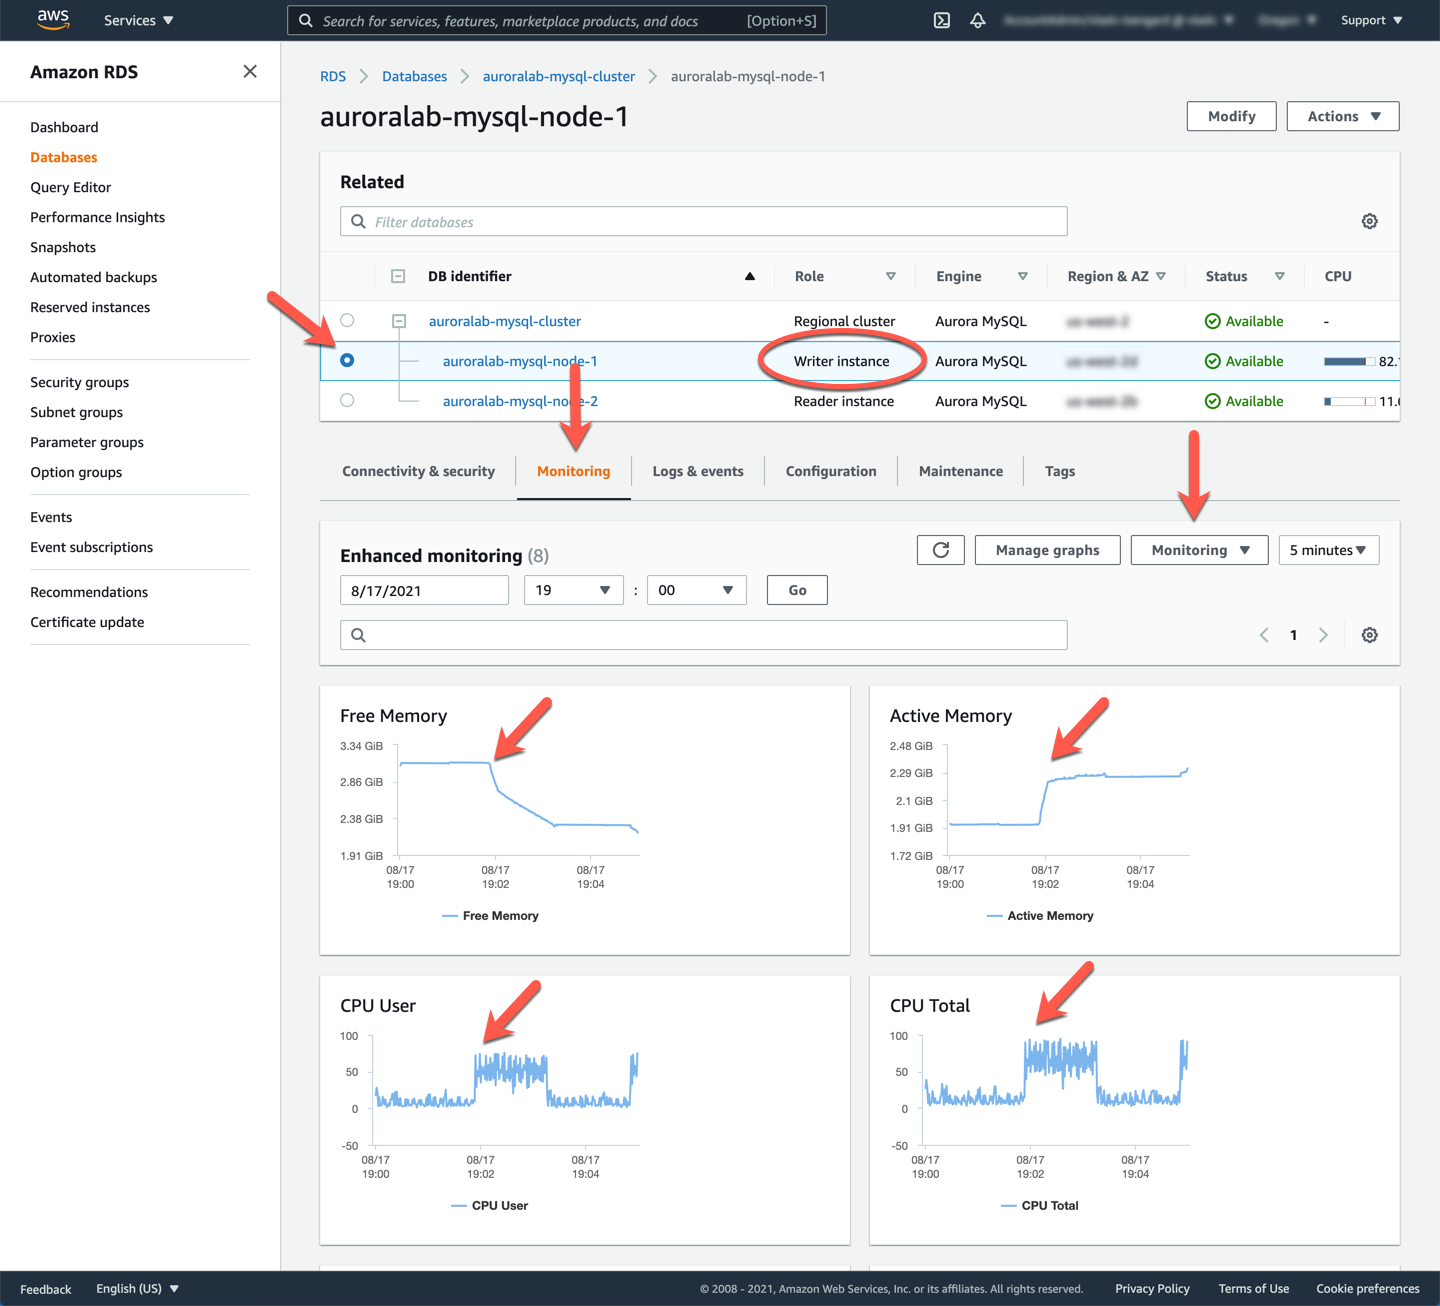 aws
Services
Search for services, features, marketplace products, and docs [Option+S]
Support
Amazon RDS
Dashboard
Databases
Query Editor
Performance Insights
Snapshots
Automated backups
Reserved instances
Proxies
Security groups
Subnet groups
Parameter groups
Option groups
Events
Event subscriptions
Recommendations
Certificate update
RDS Databases auroralab-mysql-cluster auroralab-mysql-node-1
auroralab-mysql-node-1
Modify Actions
Related
Filter databases
DB identifier Role Engine Region & AZ Status CPU
auroralab-mysql-cluster Regional cluster Aurora MySQL Available -
auroralab-mysql-node-1 Writer instance Aurora MySQL Available 82.
auroralab-mysql-node-2 Reader instance Aurora MySQL Available 11.
Connectivity & security Monitoring Logs & events Configuration Maintenance Tags
Enhanced monitoring (8)
Manage graphs Monitoring 5 minutes
8/17/2021 19 : 00 Go
1
Free Memory
3.34 GiB
2.86 GiB
2.38 GiB
1.91 GiB
08/17 08/17 08/17
19:00 19:02 19:04
Free Memory
Active Memory
2.48 GiB
2.29 GiB
2.1 GiB
1.91 GiB
1.72 GiB
08/17 08/17 08/17
19:00 19:02 19:04
Active Memory
CPU User
100
50
0
-50
08/17 08/17 08/17
19:00 19:02 19:04
CPU User
CPU Total
100
50
0
-50
08/17 08/17 08/17
19:00 19:02 19:04
CPU Total
Feedback English (US) © 2008 - 2021, Amazon Web Services, Inc. or its affiliates. All rights reserved. Privacy Policy Terms of Use Cookie preferences